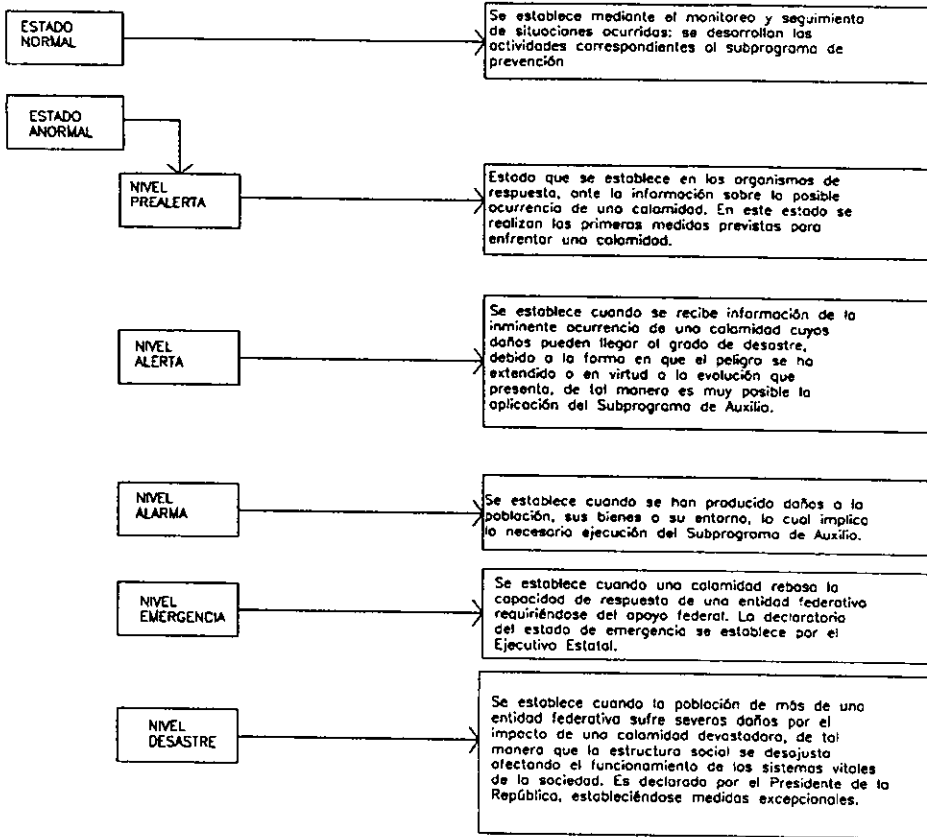 ESTADO
NORMAL
Se establece mediante el monitoreo y seguimiento
de situaciones ocurridas; se desarrollan las
actividades correspondientes al subprograma de
prevención
ESTADO
ANORMAL
NIVEL
PREALERTA
Estado que se establece en los organismos de
respuesta, ante la información sobre la posible
ocurrencia de una calamidad. En este estado se
realizan las primeras medidas previstas para
enfrentar una calamidad.
NIVEL
ALERTA
Se establece cuando se recibe información de la
inminente ocurrencia de una calamidad cuyos
daños pueden llegar al grado de desastre,
debido a la forma en que el peligro se ha
extendido o en virtud a la evolución que
presenta, de tal manera es muy posible la
aplicación del Subprograma de Auxilio.
NIVEL
ALARMA
Se establece cuando se han producido daños a la
población, sus bienes o su entorno, lo cual implica
la necesaria ejecución del Subprograma de Auxilio.
NIVEL
EMERGENCIA
Se establece cuando una calamidad rebasa la
capacidad de respuesta de una entidad federativa
requiriéndose del apoyo federal. La declaratoria
del estado de emergencia se establece por el
Ejecutivo Estatal.
NIVEL
DESASTRE
Se establece cuando la población de más de una
entidad federativa sufre severos daños por el
impacto de una calamidad devastadora, de tal
manera que la estructura social se desajusta
afectando el funcionamiento de los sistemas vitales
de la sociedad. Es declarada por el Presidente de la
República, estableciéndose medidas excepcionales.